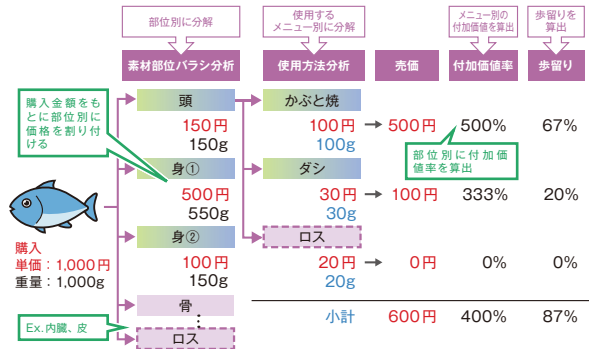 部位別に分解
使用する
メニュー別に分解
メニュー別の
付加価値を算出
歩留りを
算出
素材部位バラシ分析
使用方法分析
売価
付加価値率
歩留り
購入金額をも
とに部位別に
価格を割り付
ける
頭
かぶと焼
150円
100円
500円
500%
67%
150g
100g
部位別に付加価
値率を算出
身①
ダシ
500円
30円
100円
333%
20%
550g
30g
身②
ロス
購入
単価：1,000円
重量：1,000g
100円
20円
0円
0%
0%
150g
20g
骨
小計
600円
400%
87%
Ex.内臓、皮
ロス